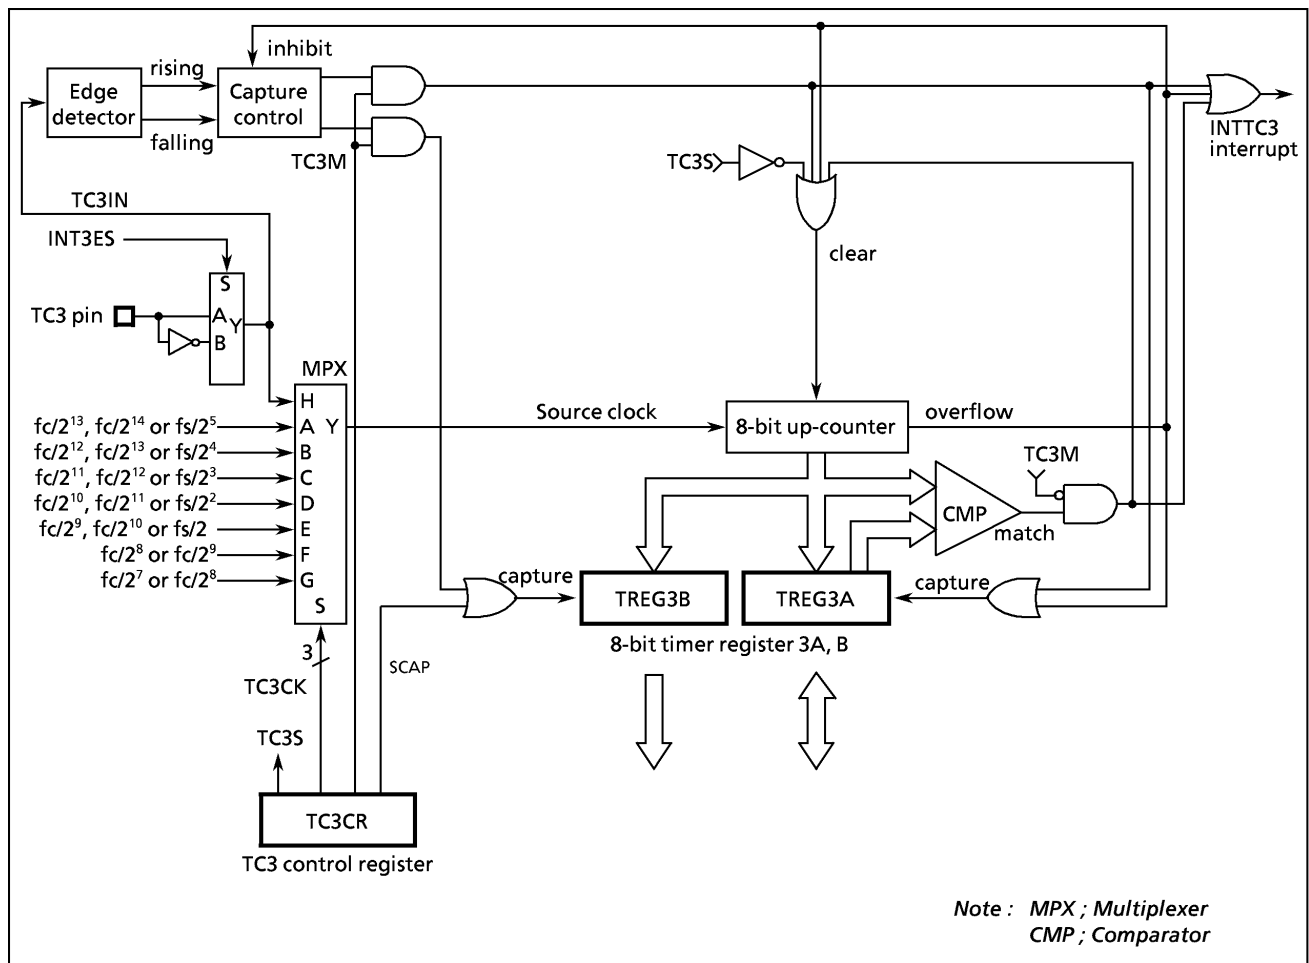 inhibit
rising
Edge
detector
Capture
control
falling
TC3M
INTTC3
interrupt
TC3S
TC3IN
INT3ES
clear
S
TC3 pin
A
Y
B
MPX
H
fc/2¹³, fc/2¹⁴ or fs/2⁵
A Y
Source clock
8-bit up-counter
overflow
fc/2¹², fc/2¹³ or fs/2⁴
B
TC3M
fc/2¹¹, fc/2¹² or fs/2³
C
fc/2¹⁰, fc/2¹¹ or fs/2²
D
CMP
match
fc/2⁹, fc/2¹⁰ or fs/2
E
fc/2⁸ or fc/2⁹
F
fc/2⁷ or fc/2⁸
G
S
capture
TREG3B
TREG3A
capture
8-bit timer register 3A, B
3
SCAP
TC3CK
TC3S
TC3CR
TC3 control register
Note : MPX ; Multiplexer
CMP ; Comparator